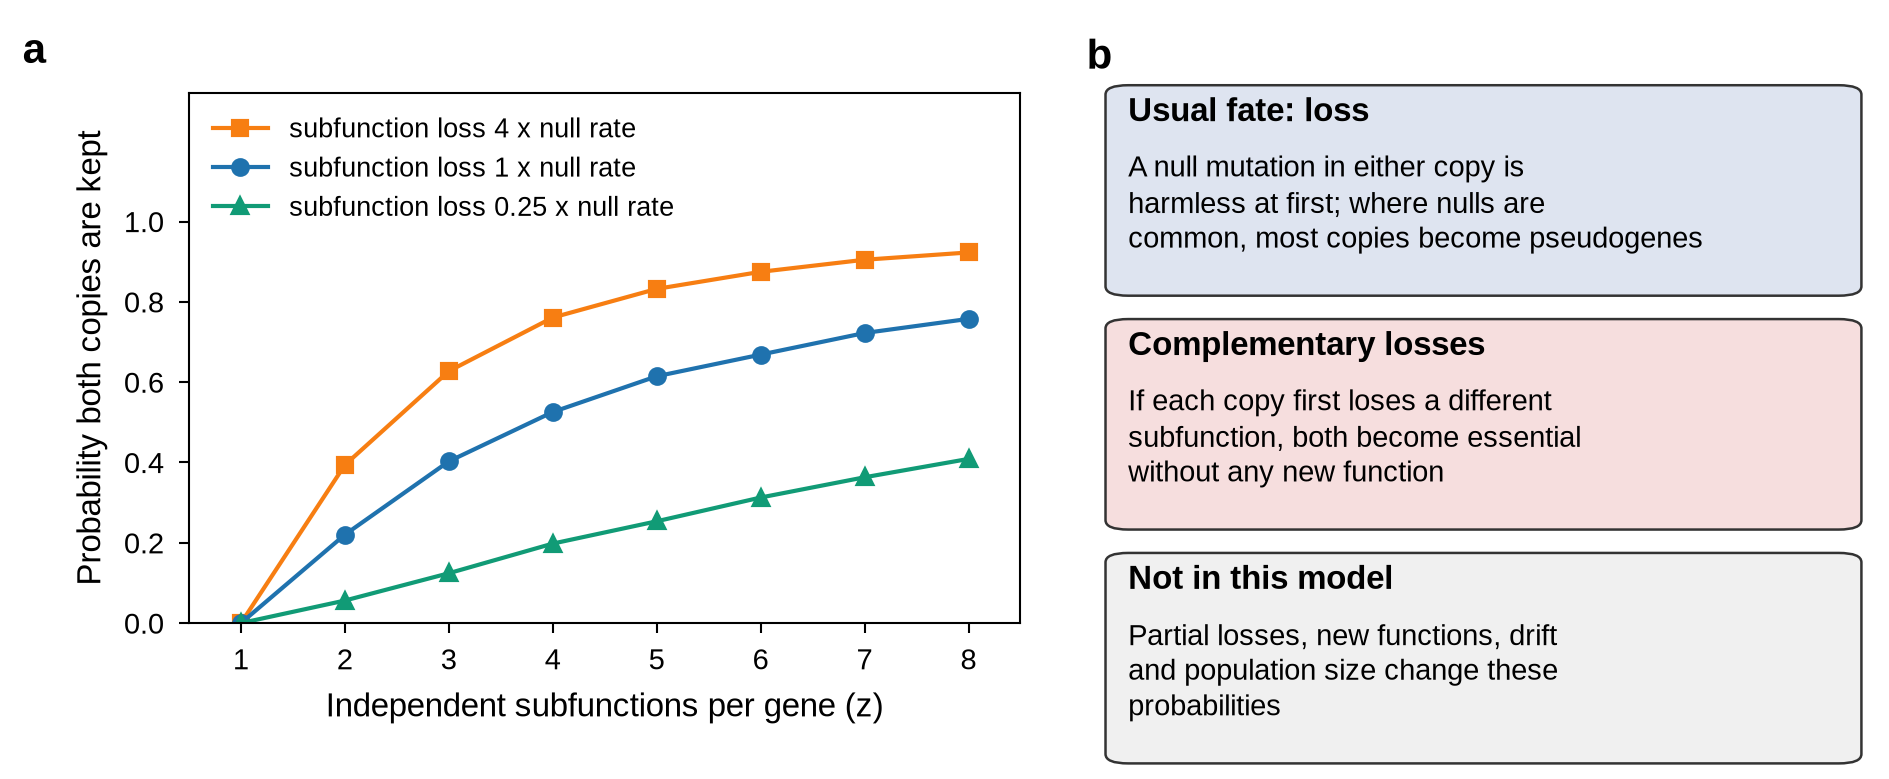 a
subfunction loss 4 x null rate
subfunction loss 1 x null rate
subfunction loss 0.25 x null rate
Probability both copies are kept
1.0
0.8
0.6
0.4
0.2
0.0
1 2 3 4 5 6 7 8
Independent subfunctions per gene (z)
b
Usual fate: loss
A null mutation in either copy is
harmless at first; where nulls are
common, most copies become pseudogenes
Complementary losses
If each copy first loses a different
subfunction, both become essential
without any new function
Not in this model
Partial losses, new functions, drift
and population size change these
probabilities